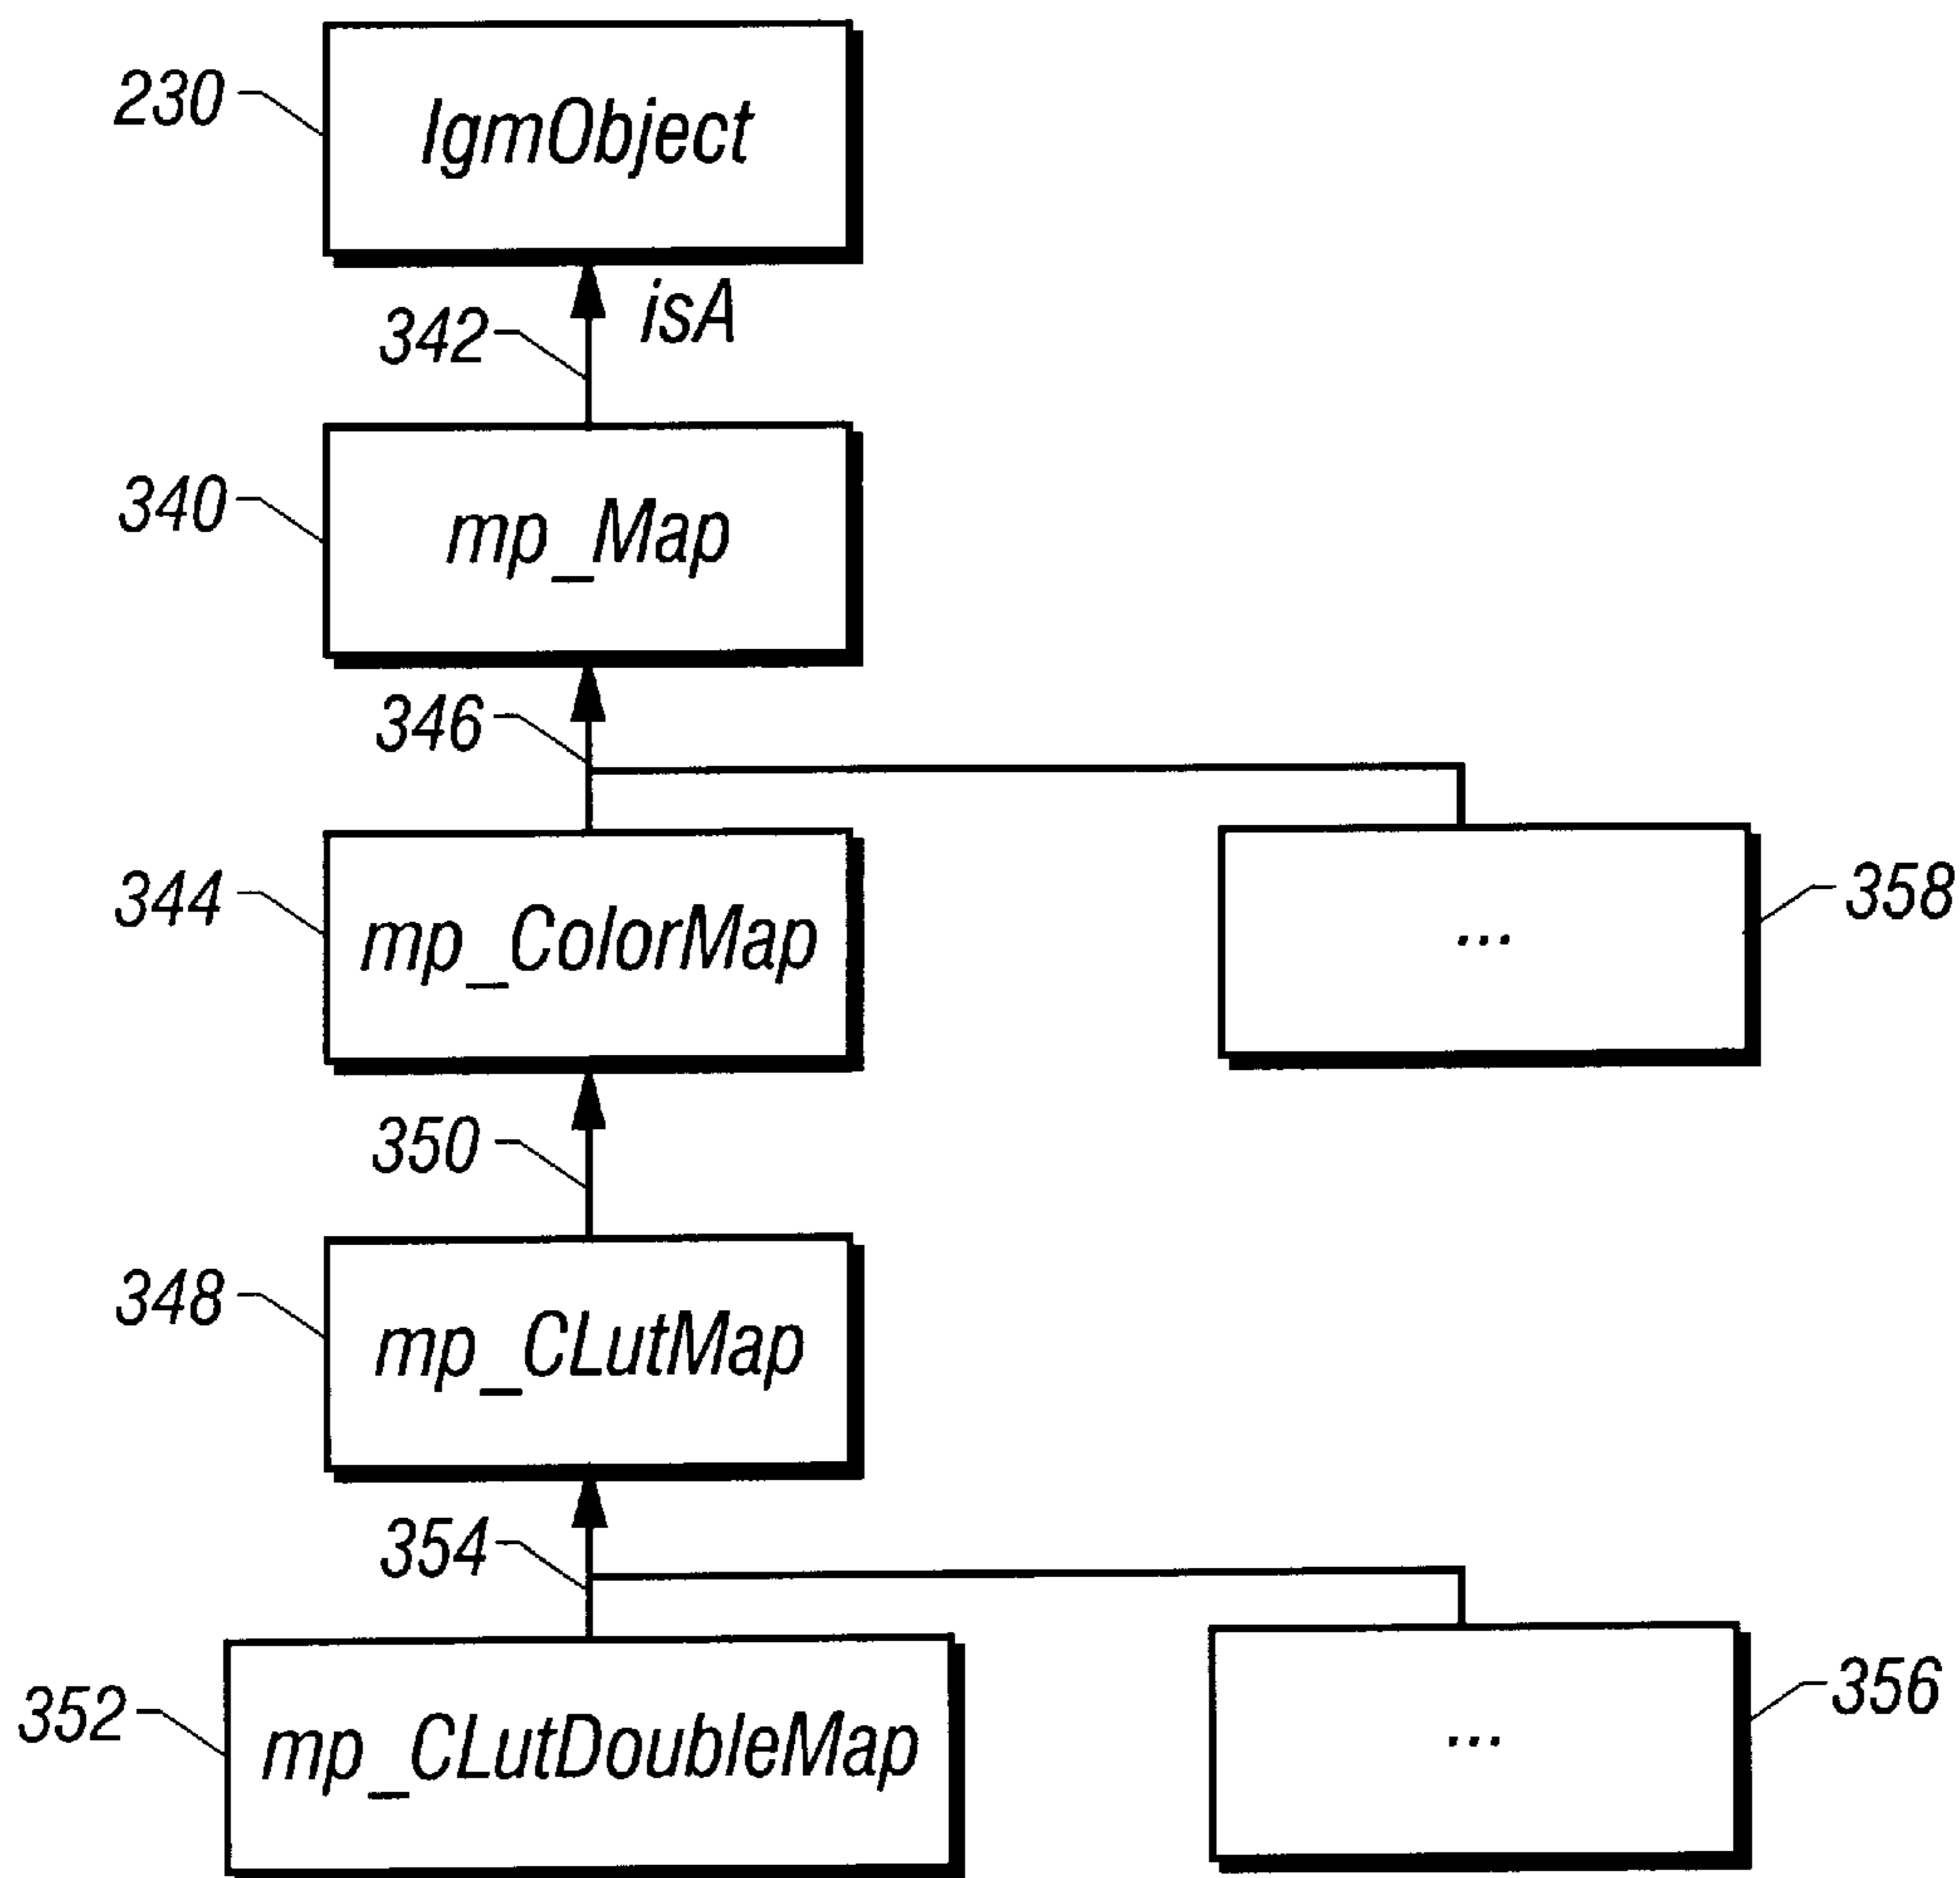 230
IgmObject
342
isA
340
mp_Map
346
344
mp_ColorMap
...
358
350
348
mp_CLutMap
354
352
mp_CLutDoubleMap
...
356